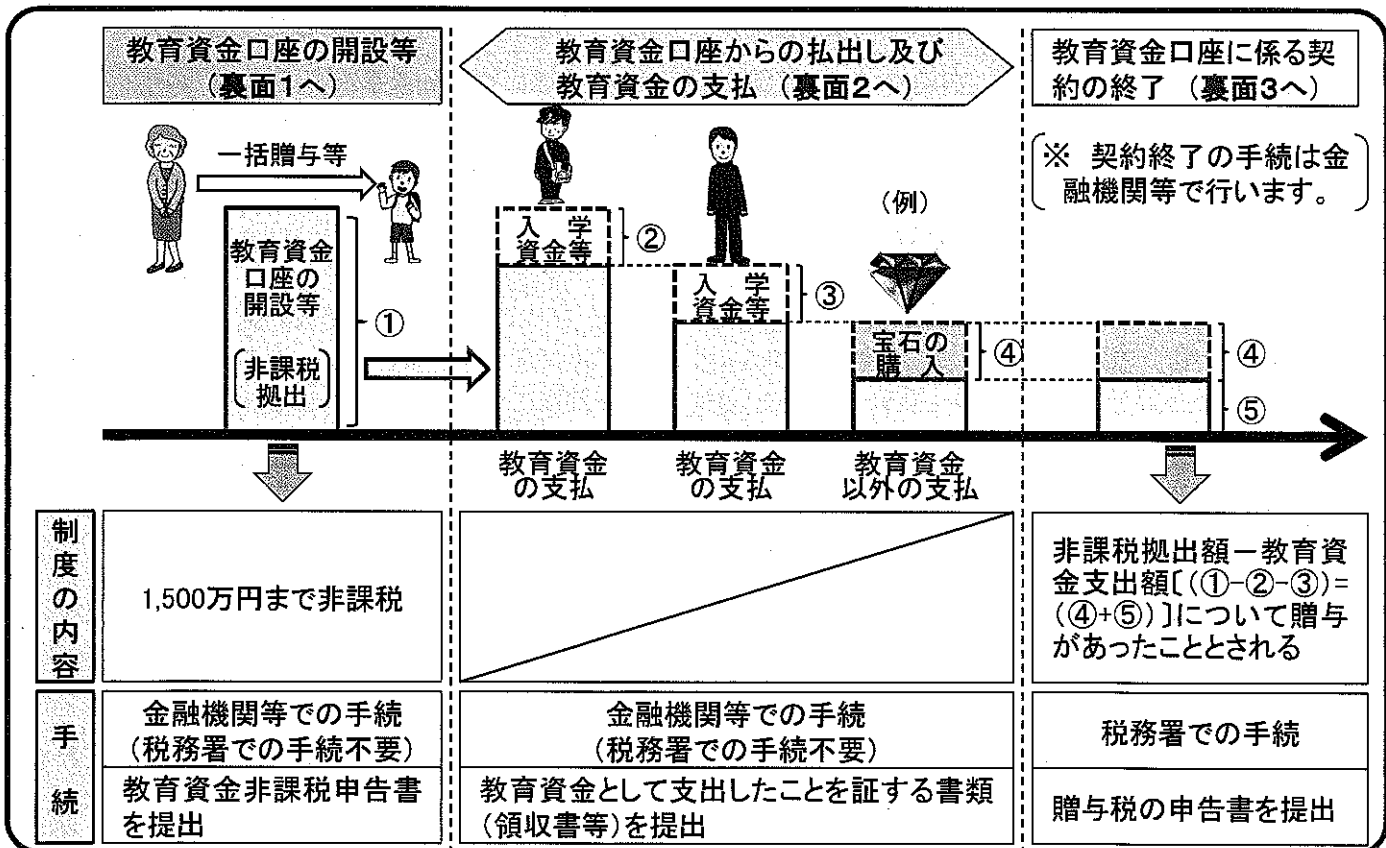 教育資金口座の開設等
(裏面1へ)
教育資金口座からの払出し及び
教育資金の支払 (裏面2へ)
教育資金口座に係る契
約の終了 (裏面3へ)
一括贈与等
※ 契約終了の手続は金
融機関等で行います。
(例)
教育資金
口座の
開設等
非課税
拠出
①
入 学
資金等
②
入 学
資金等
③
宝石の
購入
④
④
⑤
教育資金
の支払
教育資金
の支払
教育資金
以外の支払
制度の内容
1,500万円まで非課税
非課税拠出額-教育資
金支出額[(①-②-③)=
(④+⑤)]について贈与
があったこととされる
手続
金融機関等での手続
(税務署での手続不要)
金融機関等での手続
(税務署での手続不要)
税務署での手続
教育資金非課税申告書
を提出
教育資金として支出したことを証する書類
(領収書等)を提出
贈与税の申告書を提出